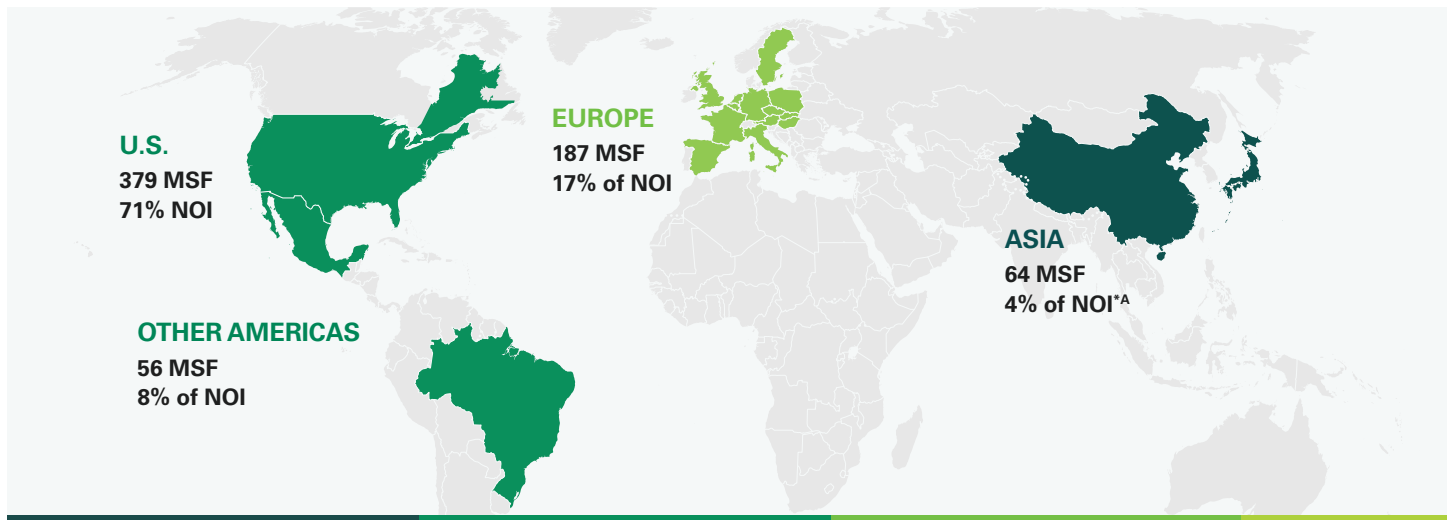 U.S.
379 MSF
71% NOI
OTHER AMERICAS
56 MSF
8% of NOI
EUROPE
187 MSF
17% of NOI
ASIA
64 MSF
4% of NOI*A